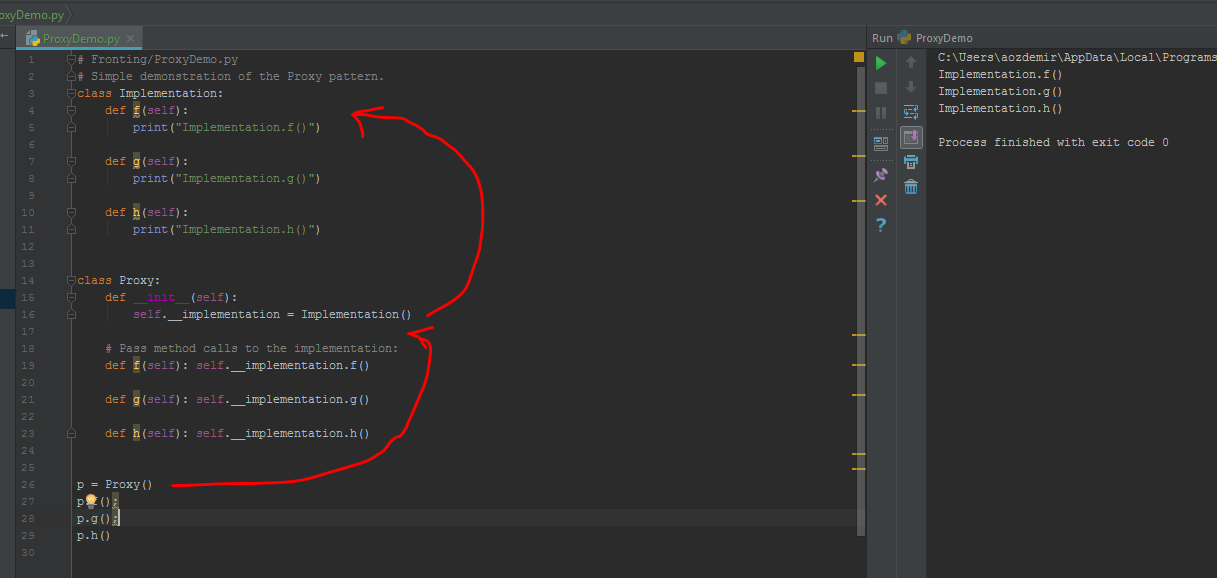 oxyDemo.py
ProxyDemo.py
Run ProxyDemo
1 # Fronting/ProxyDemo.py
2 # Simple demonstration of the Proxy pattern.
3 class Implementation:
4 def f(self):
5 print("Implementation.f()")
6
7 def g(self):
8 print("Implementation.g()")
9
10 def h(self):
11 print("Implementation.h()")
12
13
14 class Proxy:
15 def __init__(self):
16 self.__implementation = Implementation()
17
18 # Pass method calls to the implementation:
19 def f(self): self.__implementation.f()
20
21 def g(self): self.__implementation.g()
22
23 def h(self): self.__implementation.h()
24
25
26 p = Proxy()
27 p ();
28 p.g();
29 p.h()
30
C:\Users\aozdemir\AppData\Local\Programs
Implementation.f()
Implementation.g()
Implementation.h()
Process finished with exit code 0